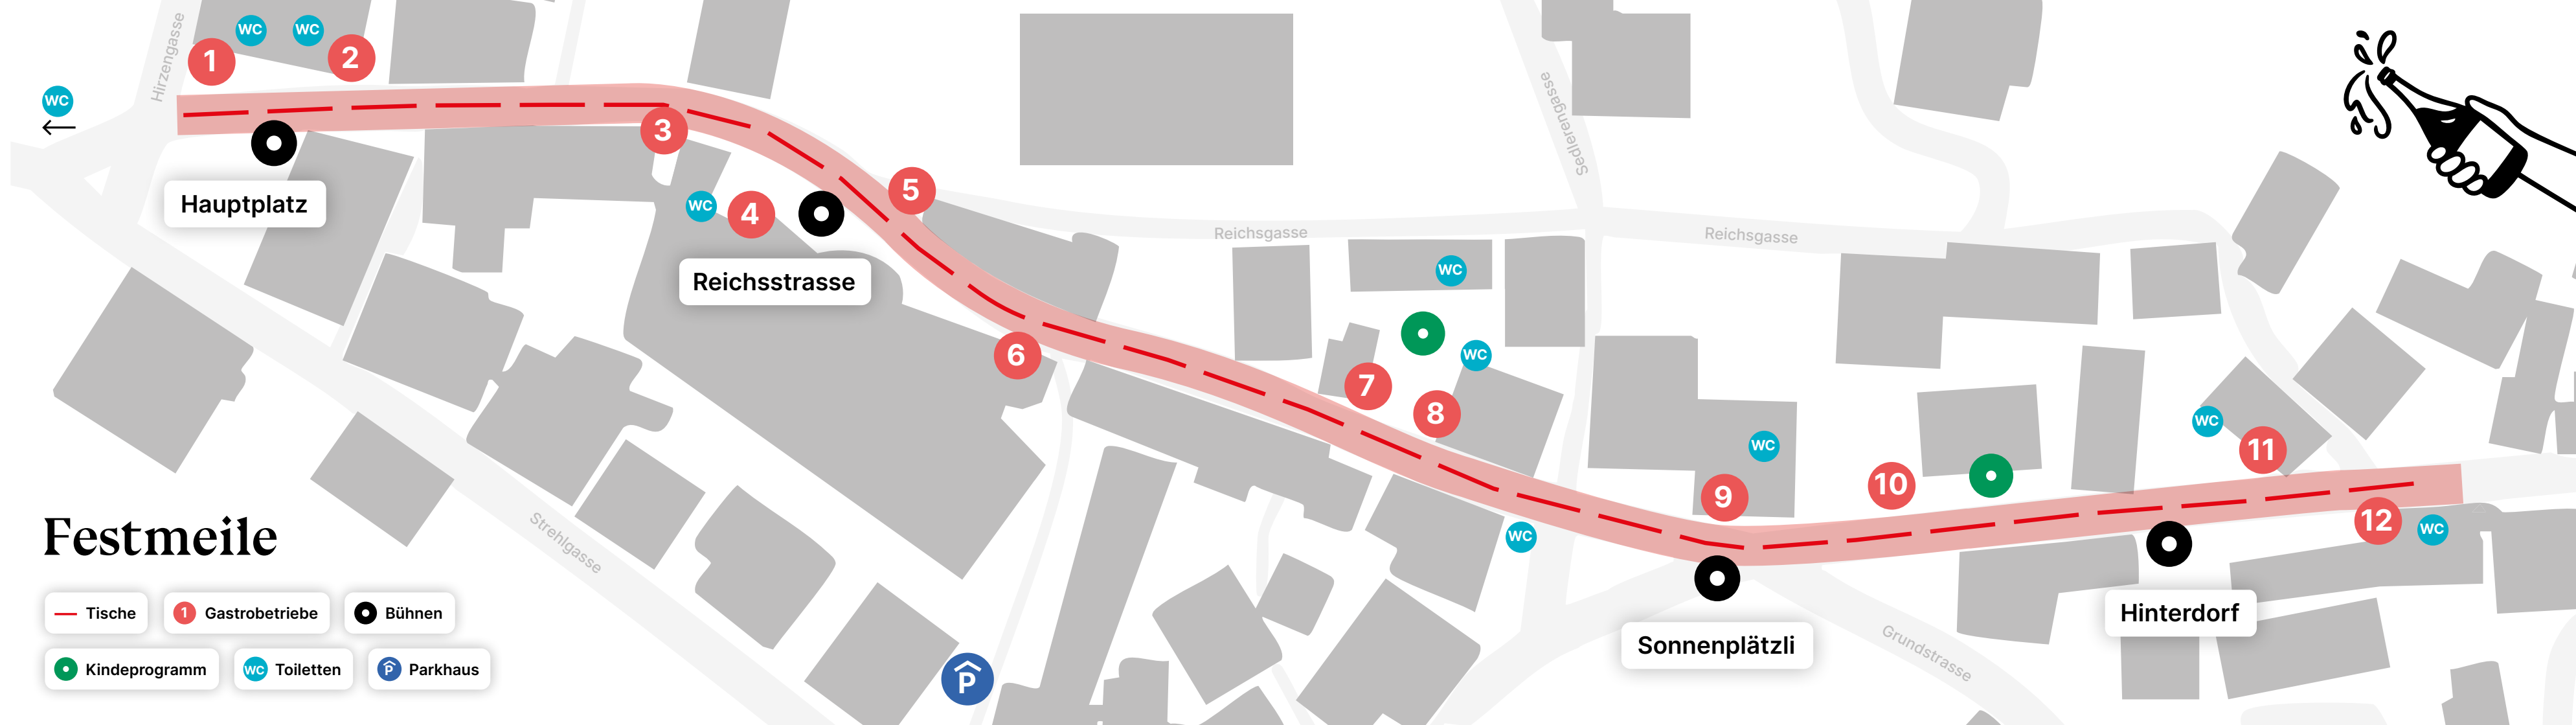 Hirzengasse
WC
WC
1
2
WC
3
Hauptplatz
WC
4
5
Reichsstrasse
6
Reichsgasse
Sedlerengasse
Reichsgasse
WC
WC
7
8
WC
WC
9
10
WC
11
12
WC
Sonnenplätzli
Hinterdorf
Grundstrasse
Strehlgasse
P
Festmeile
Tische
1 Gastrobetriebe
Bühnen
Kindeprogramm
WC Toiletten
P Parkhaus